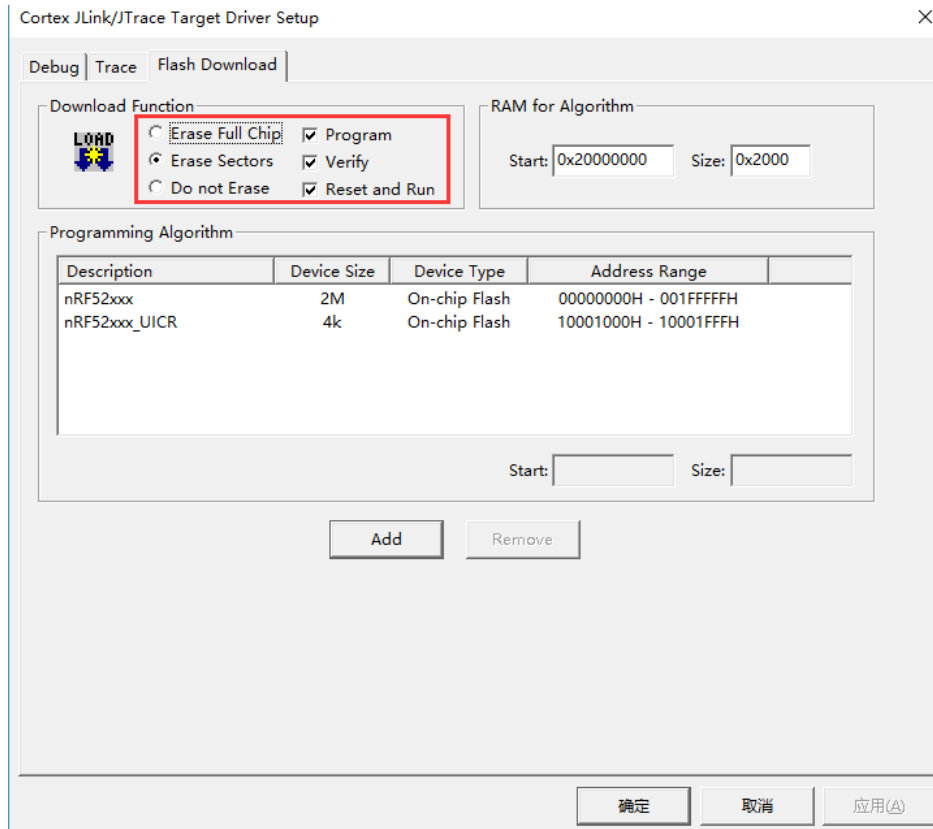 Cortex JLink/JTrace Target Driver Setup
Debug Trace Flash Download
Download Function
LOAD
Erase Full Chip Program
Erase Sectors Verify
Do not Erase Reset and Run
RAM for Algorithm
Start: 0x20000000 Size: 0x2000
Programming Algorithm
Description Device Size Device Type Address Range
nRF52xxx 2M On-chip Flash 00000000H - 001FFFFFH
nRF52xxx_UICR 4k On-chip Flash 10001000H - 10001FFFH
Start: Size:
Add Remove
确定 取消 应用(A)